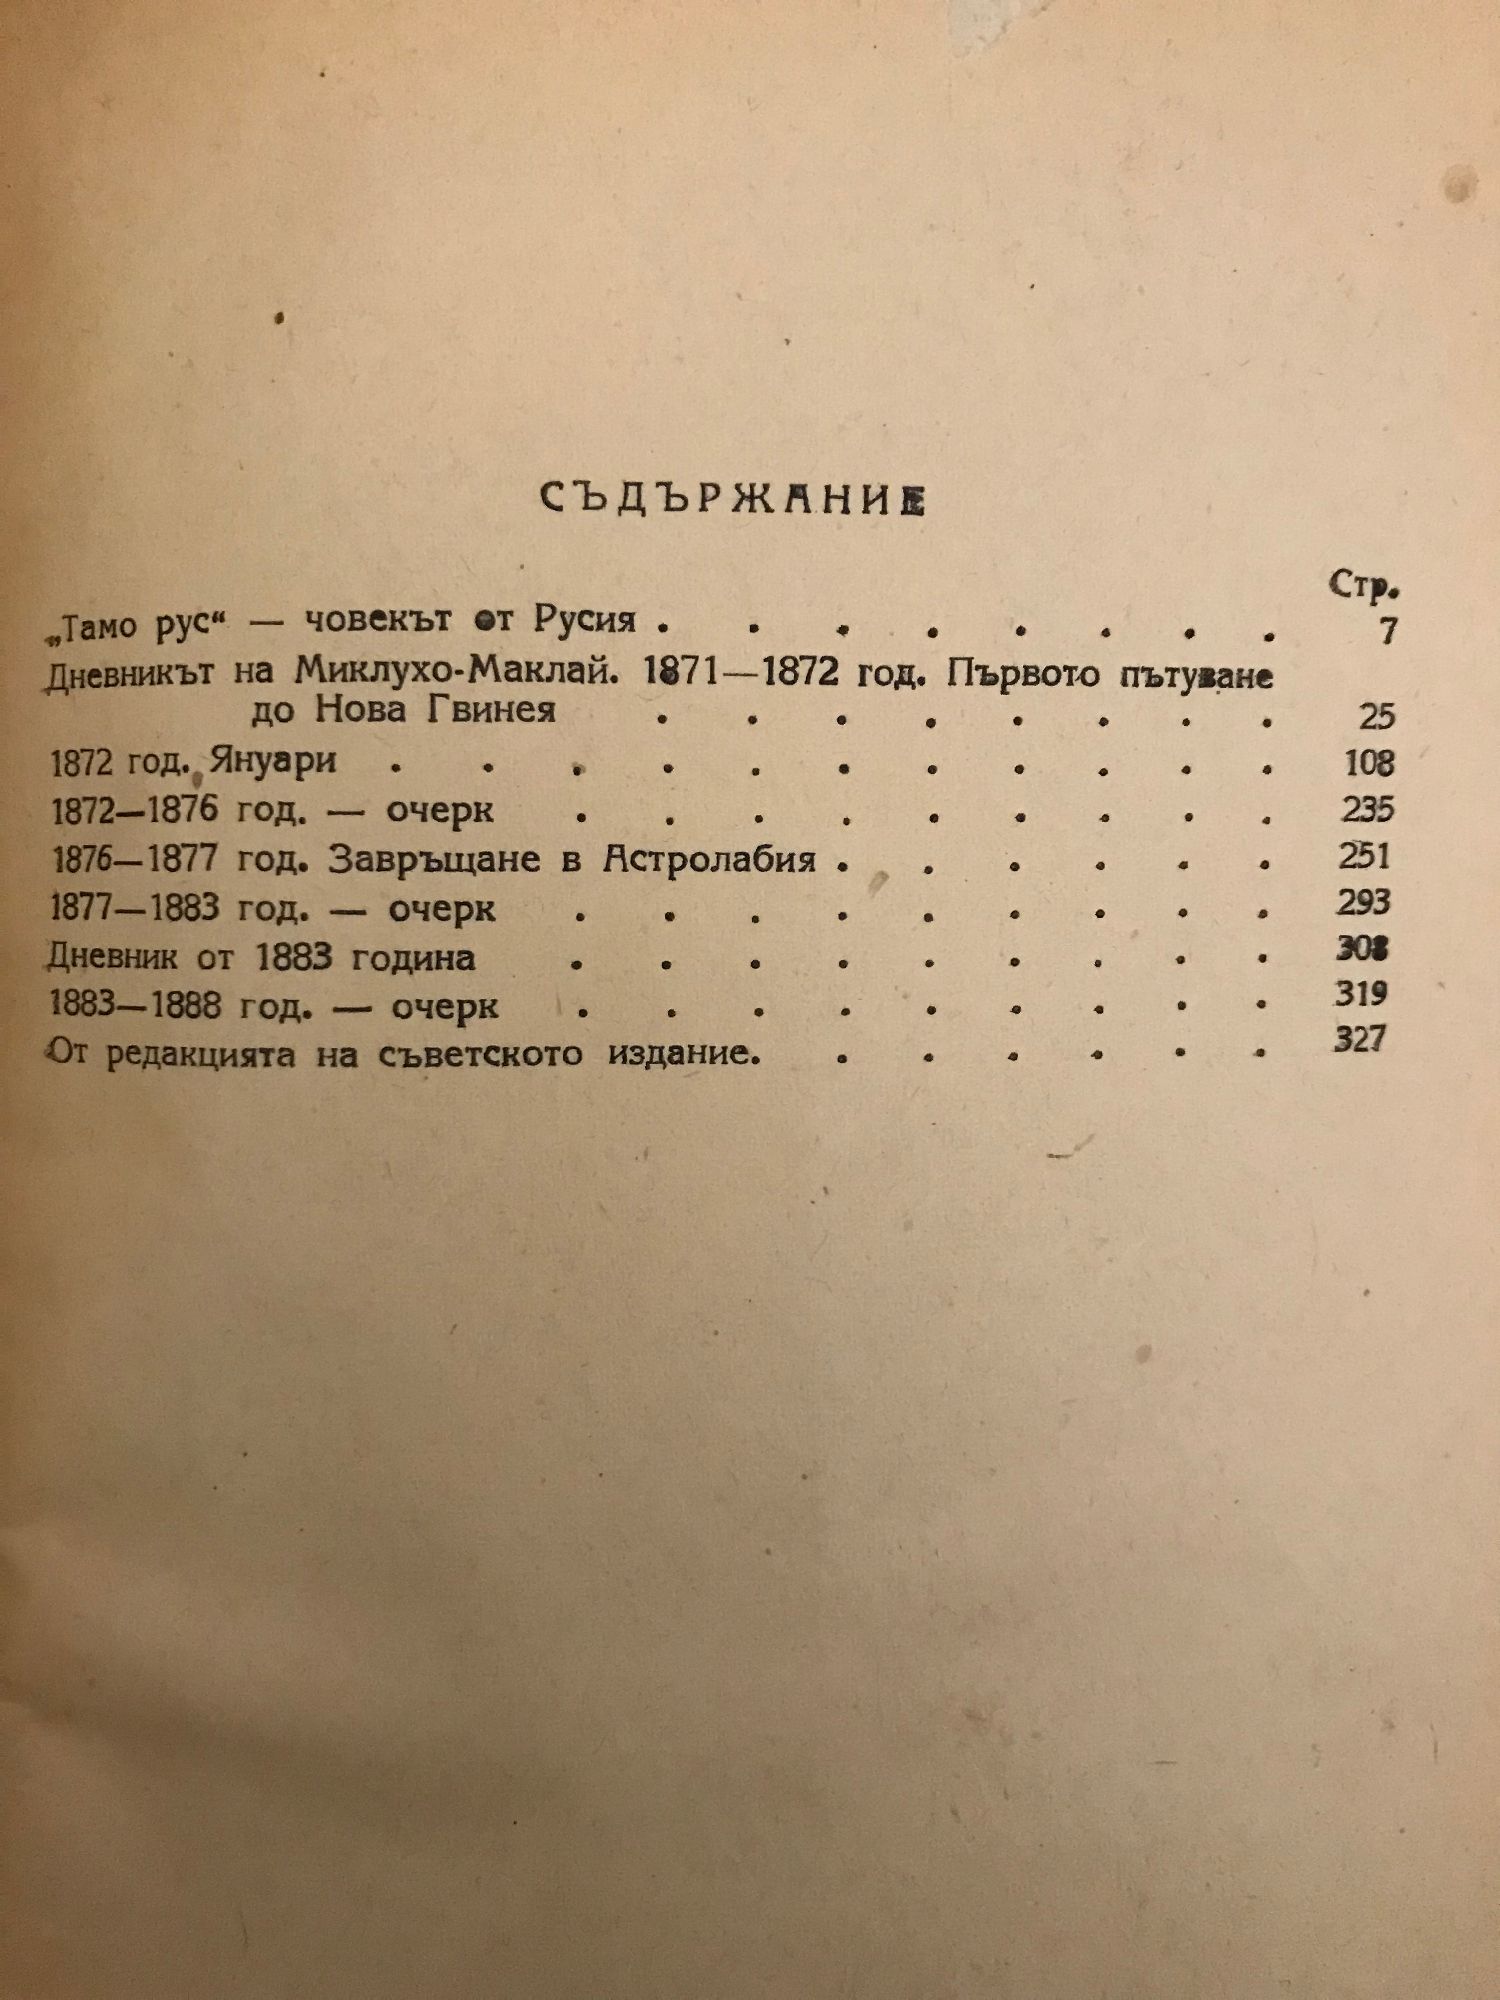 СЪДЪРЖАНИЕ
Стр.
„Тамо рус“ — човекът от Русия . . . . . . . . 7
Дневникът на Миклухо-Маклай. 1871—1872 год. Първото пътуване
до Нова Гвинея . . . . . . . . 25
1872 год. Януари . . . . . . . . . . . 108
1872—1876 год. — очерк . . . . . . . . . 235
1876—1877 год. Завръщане в Астролабия . . . . . . 251
1877—1883 год. — очерк . . . . . . . . . 293
Дневник от 1883 година . . . . . . . . . 308
1883—1888 год. — очерк . . . . . . . . . 319
От редакцията на съветското издание. . . . . . . 327